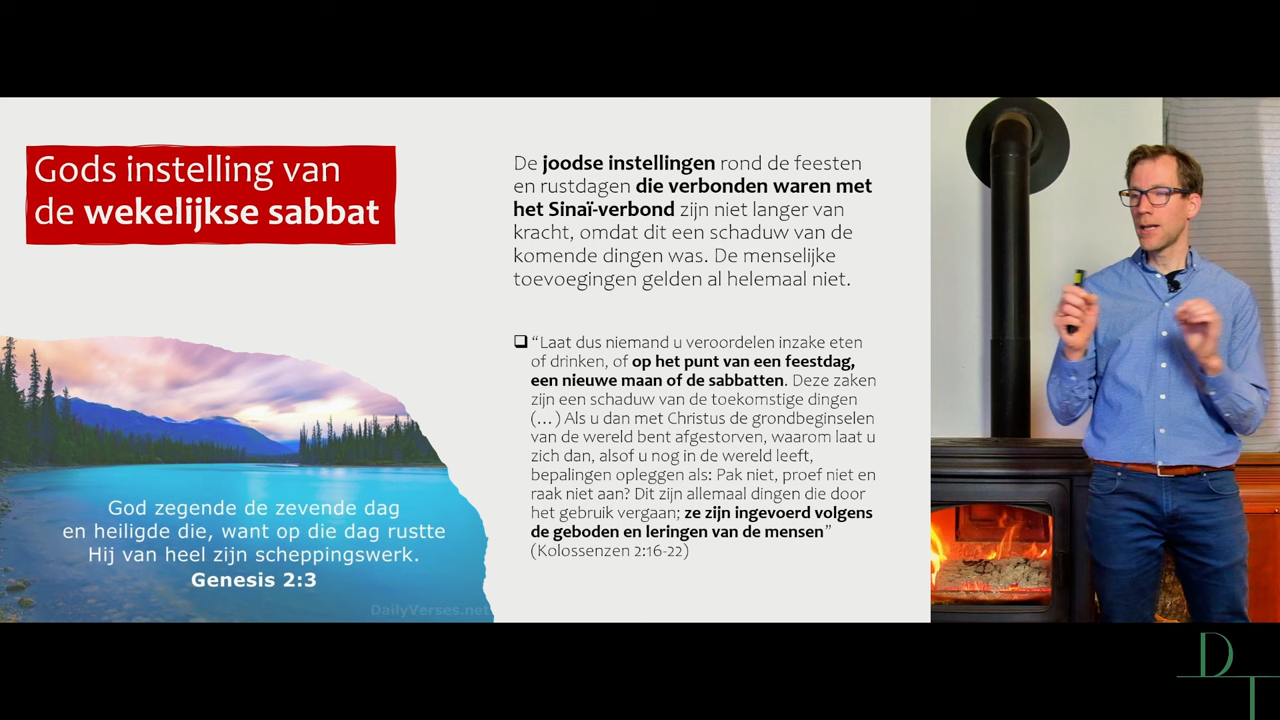 Gods instelling van
de wekelijkse sabbat
De joodse instellingen rond de feesten
en rustdagen die verbonden waren met
het Sinaï-verbond zijn niet langer van
kracht, omdat dit een schaduw van de
komende dingen was. De menselijke
toevoegingen gelden al helemaal niet.
“Laat dus niemand u veroordelen inzake eten
of drinken, of op het punt van een feestdag,
een nieuwe maan of de sabbatten. Deze zaken
zijn een schaduw van de toekomstige dingen
(…) Als u dan met Christus de grondbeginselen
van de wereld bent afgestorven, waarom laat u
zich dan, alsof u nog in de wereld leeft,
bepalingen opleggen als: Pak niet, proef niet en
raak niet aan? Dit zijn allemaal dingen die door
het gebruik vergaan; ze zijn ingevoerd volgens
de geboden en leringen van de mensen”
(Kolossenzen 2:16-22)
God zegende de zevende dag
en heiligde die, want op die dag rustte
Hij van heel zijn scheppingswerk.
Genesis 2:3
DailyVerses.net
DT